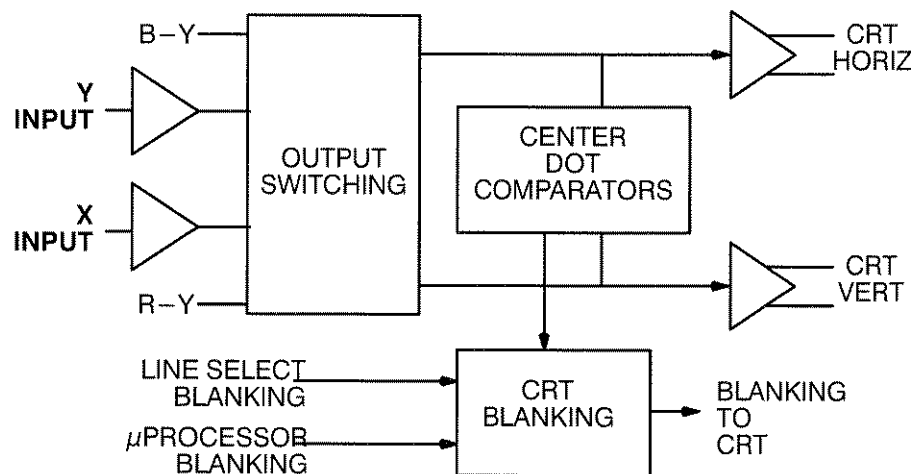 B–Y
Y
INPUT
X
INPUT
R–Y
OUTPUT
SWITCHING
CENTER
DOT
COMPARATORS
CRT
HORIZ
CRT
VERT
LINE SELECT
BLANKING
μPROCESSOR
BLANKING
CRT
BLANKING
BLANKING
TO
CRT